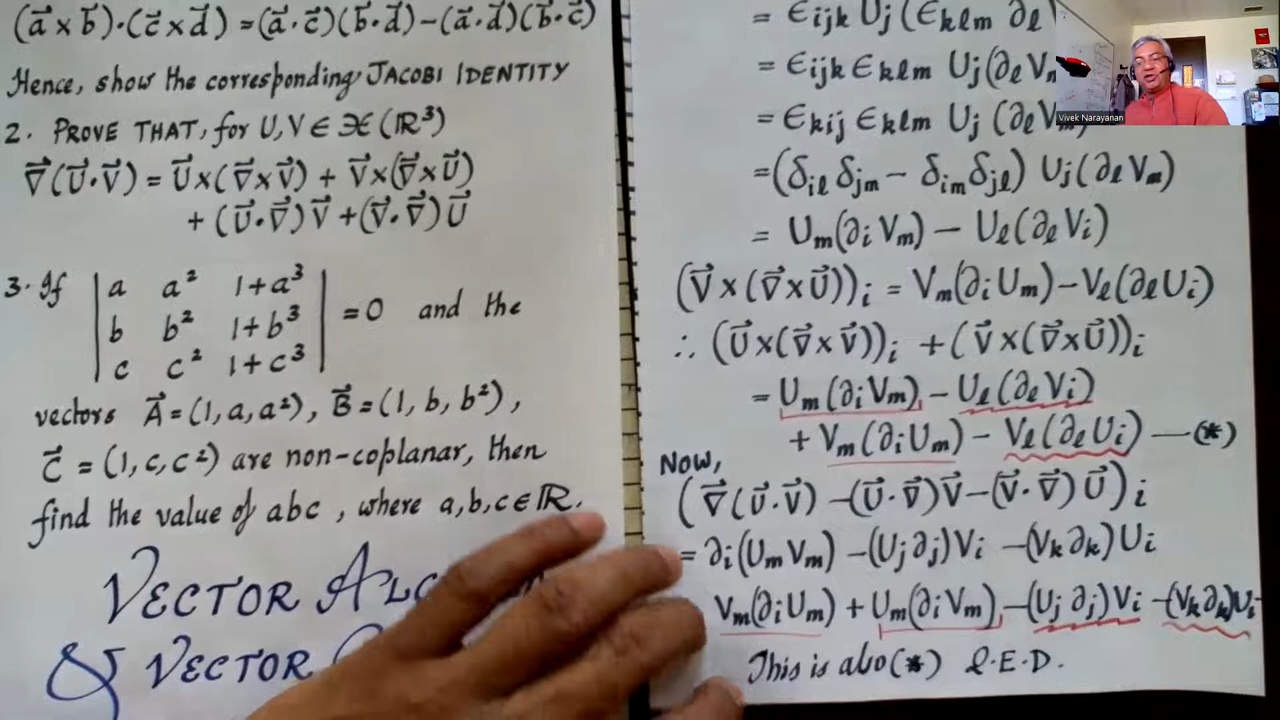 (a⃗ × b⃗)·(c⃗ × d⃗) = (a⃗·c⃗)(b⃗·d⃗) − (a⃗·d⃗)(b⃗·c⃗)
Hence, show the corresponding JACOBI IDENTITY
2. PROVE THAT, for U, V ∈ 𝔛(ℝ³)
∇⃗(U⃗·V⃗) = U⃗×(∇⃗×V⃗) + V⃗×(∇⃗×U⃗)
+ (U⃗·∇⃗)V⃗ + (V⃗·∇⃗)U⃗
3. If | a a² 1+a³ |
| b b² 1+b³ | = 0 and the
| c c² 1+c³ |
vectors A⃗ = (1, a, a²), B⃗ = (1, b, b²),
C⃗ = (1, c, c²) are non-coplanar, then
find the value of abc, where a, b, c ∈ ℝ.
VECTOR
& VECTOR
= ϵijk Uj (ϵklm ∂l
= ϵijk ϵklm Uj (∂l
= ϵkij ϵklm Uj (∂l
= (δil δjm − δim δjl) Uj (∂l Vm)
= Um(∂i Vm) − Ul(∂l Vi)
(V⃗×(∇⃗×U⃗))i = Vm(∂i Um) − Vl(∂l Ui)
∴ (U⃗×(∇⃗×V⃗))i + (V⃗×(∇⃗×U⃗))i
= Um(∂i Vm) − Ul(∂l Vi)
+ Vm(∂i Um) − Vl(∂l Ui) —(*)
Now,
(∇⃗(U⃗·V⃗) − (U⃗·∇⃗)V⃗ − (V⃗·∇⃗)U⃗)i
= ∂i(Um Vm) − (Uj ∂j)Vi − (Vk ∂k)Ui
Vm(∂i Um) + Um(∂i Vm) − (Uj ∂j)Vi − (Vk ∂k)Ui
This is also (*) Q.E.D.
Vivek Narayanan